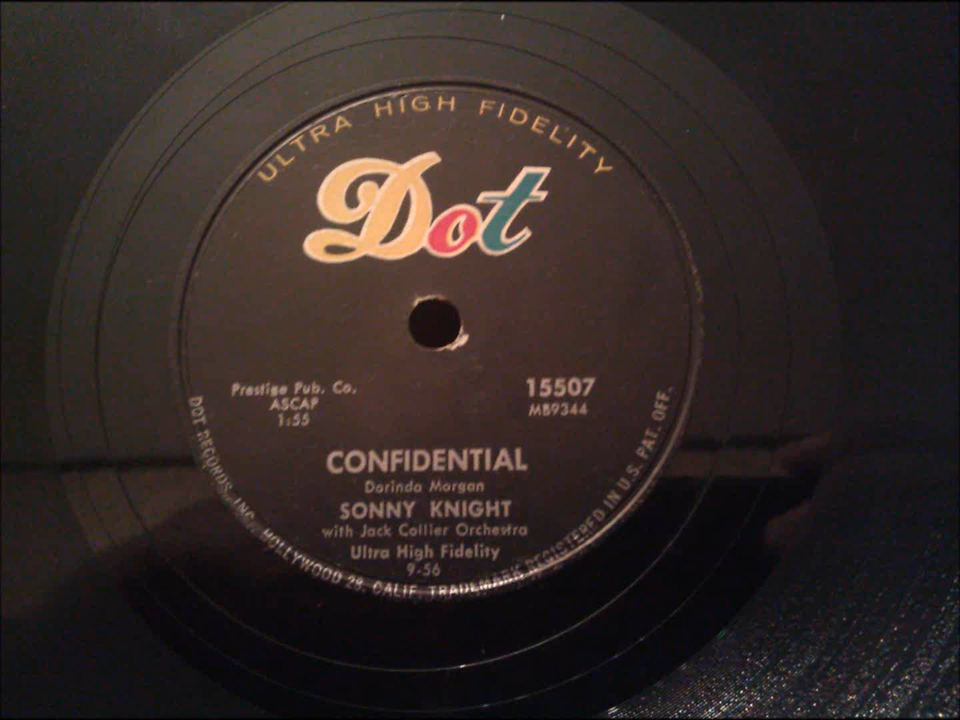 ULTRA HIGH FIDELITY
Dot
Prestige Pub. Co.
ASCAP
1:55
15507
MB9344
CONFIDENTIAL
Dorinda Morgan
SONNY KNIGHT
with Jack Collier Orchestra
Ultra High Fidelity
9-56
DOT RECORDS, INC. HOLLYWOOD 28, CALIF. TRADEMARK REGISTERED IN U.S. PAT. OFF.